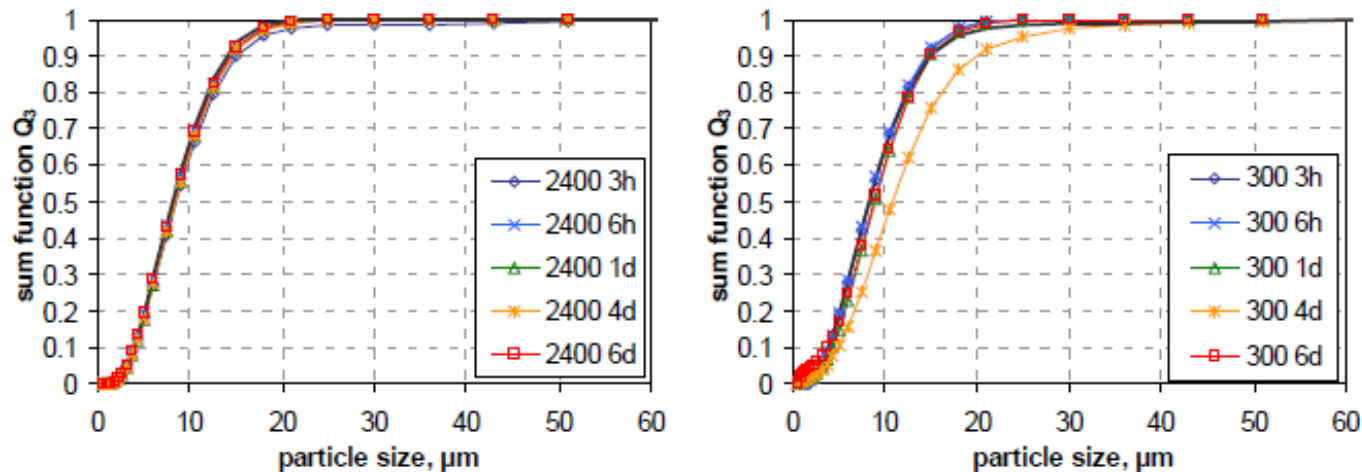 sum function Q₃
1
0.9
0.8
0.7
0.6
0.5
0.4
0.3
0.2
0.1
0
0 10 20 30 40 50 60
particle size, µm
2400 3h
2400 6h
2400 1d
2400 4d
2400 6d
sum function Q₃
1
0.9
0.8
0.7
0.6
0.5
0.4
0.3
0.2
0.1
0
0 10 20 30 40 50 60
particle size, µm
300 3h
300 6h
300 1d
300 4d
300 6d